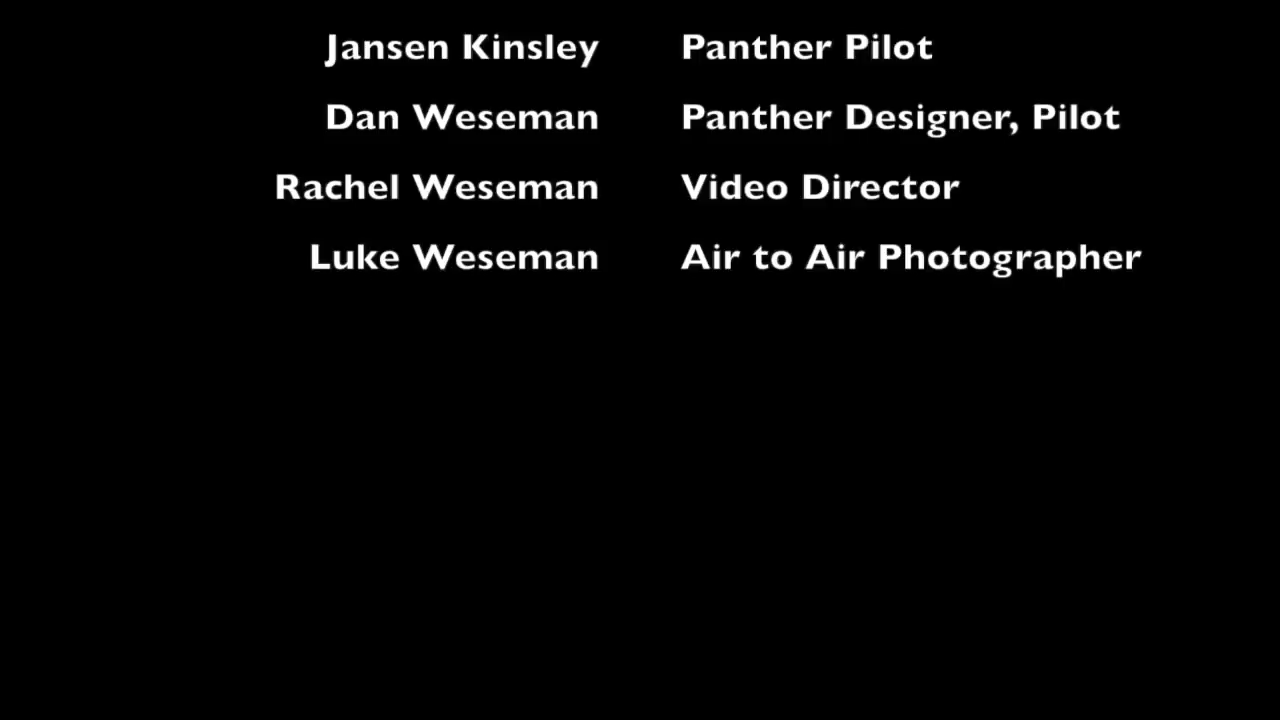 Jansen Kinsley Panther Pilot
Dan Weseman Panther Designer, Pilot
Rachel Weseman Video Director
Luke Weseman Air to Air Photographer